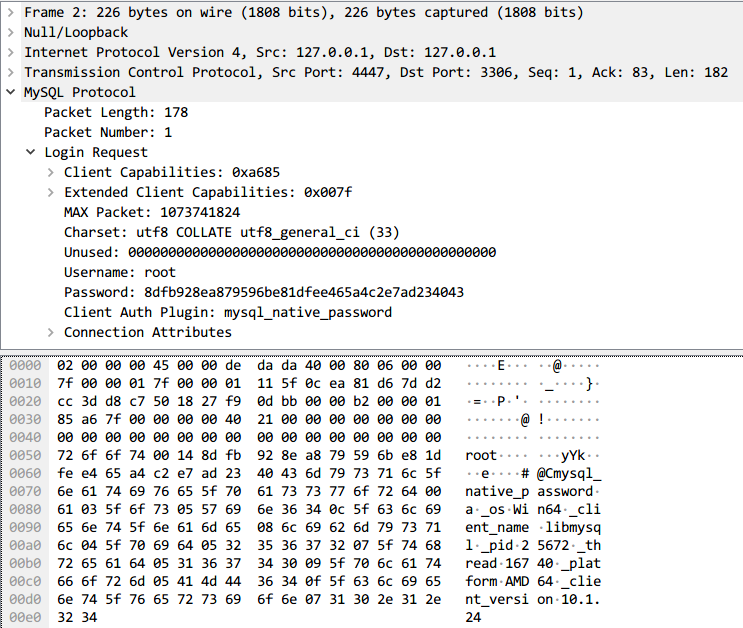 Frame 2: 226 bytes on wire (1808 bits), 226 bytes captured (1808 bits)
Null/Loopback
Internet Protocol Version 4, Src: 127.0.0.1, Dst: 127.0.0.1
Transmission Control Protocol, Src Port: 4447, Dst Port: 3306, Seq: 1, Ack: 83, Len: 182
MySQL Protocol
Packet Length: 178
Packet Number: 1
Login Request
Client Capabilities: 0xa685
Extended Client Capabilities: 0x007f
MAX Packet: 1073741824
Charset: utf8 COLLATE utf8_general_ci (33)
Unused: 0000000000000000000000000000000000000000000000
Username: root
Password: 8dfb928ea879596be81dfee465a4c2e7ad234043
Client Auth Plugin: mysql_native_password
Connection Attributes
0000 02 00 00 00 45 00 00 de da da 40 00 80 06 00 00 ····E··· ··@·····
0010 7f 00 00 01 7f 00 00 01 11 5f 0c ea 81 d6 7d d2 ········ ·_····}·
0020 cc 3d d8 c7 50 18 27 f9 0d bb 00 00 b2 00 00 01 ·=··P·'· ········
0030 85 a6 7f 00 00 00 00 40 21 00 00 00 00 00 00 00 ·······@ !·······
0040 00 00 00 00 00 00 00 00 00 00 00 00 00 00 00 00 ········ ········
0050 72 6f 6f 74 00 14 8d fb 92 8e a8 79 59 6b e8 1d root···· ···yYk··
0060 fe e4 65 a4 c2 e7 ad 23 40 43 6d 79 73 71 6c 5f ··e····# @Cmysql_
0070 6e 61 74 69 76 65 5f 70 61 73 73 77 6f 72 64 00 native_p assword·
0080 61 03 5f 6f 73 05 57 69 6e 36 34 0c 5f 63 6c 69 a·_os·Wi n64·_cli
0090 65 6e 74 5f 6e 61 6d 65 08 6c 69 62 6d 79 73 71 ent_name ·libmysq
00a0 6c 04 5f 70 69 64 05 32 35 36 37 32 07 5f 74 68 l·_pid·2 5672·_th
00b0 72 65 61 64 05 31 36 37 34 30 09 5f 70 6c 61 74 read·167 40·_plat
00c0 66 6f 72 6d 05 41 4d 44 36 34 0f 5f 63 6c 69 65 form·AMD 64·_clie
00d0 6e 74 5f 76 65 72 73 69 6f 6e 07 31 30 2e 31 2e nt_versi on·10.1.
00e0 32 34 24